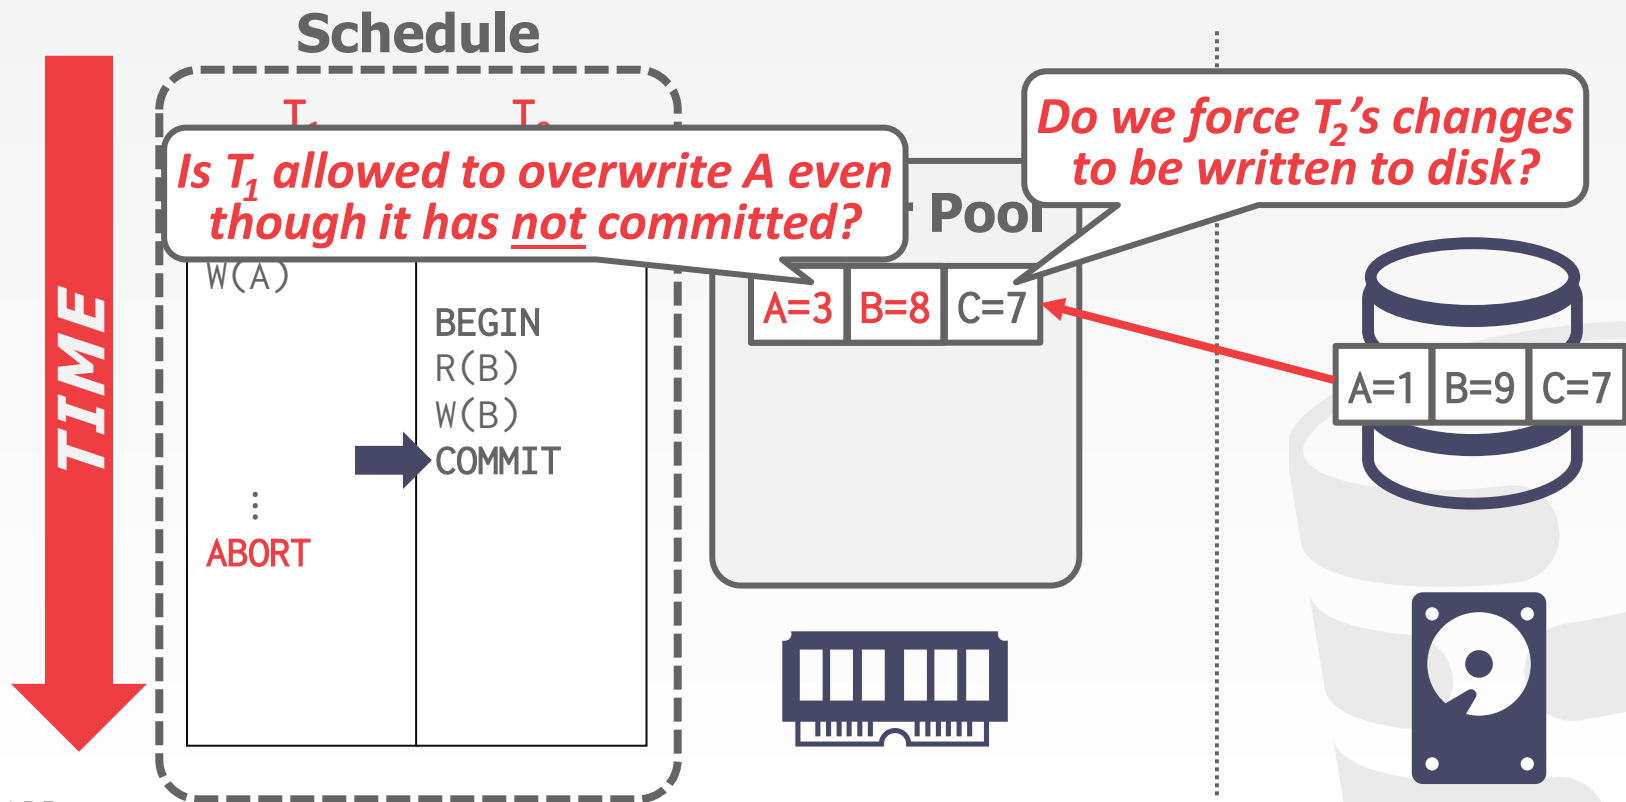 Schedule
T1
T
Is T1 allowed to overwrite A even
though it has not committed?
Do we force T2's changes
to be written to disk?
Pool
TIME
W(A)
BEGIN
R(B)
W(B)
COMMIT
⋮
ABORT
A=3 B=8 C=7
A=1 B=9 C=7